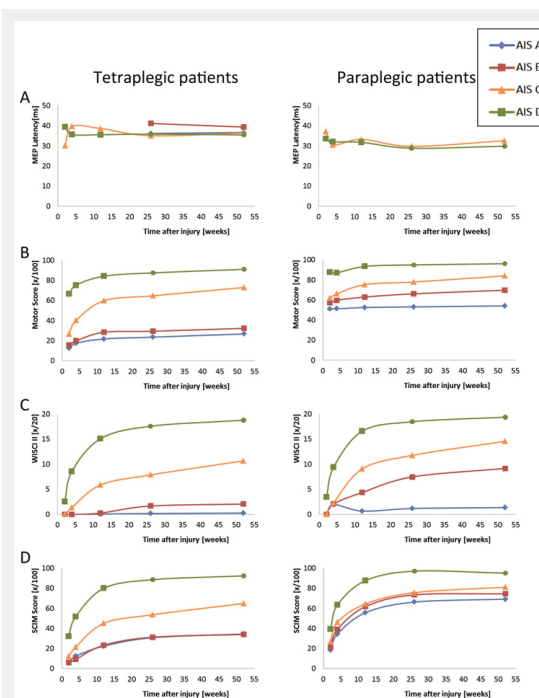 Tetraplegic patients
Paraplegic patients
AIS A
AIS B
AIS C
AIS D
A
MEP Latency[ms]
50
40
30
20
10
0
0 5 10 15 20 25 30 35 40 45 50 55
Time after injury [weeks]
MEP Latency[ms]
50
40
30
20
10
0
0 5 10 15 20 25 30 35 40 45 50 55
Time after injury [weeks]
B
Motor Score [x/100]
100
80
60
40
20
0
0 5 10 15 20 25 30 35 40 45 50 55
Time after injury [weeks]
Motor Score [x/100]
100
80
60
40
20
0
0 5 10 15 20 25 30 35 40 45 50 55
Time after injury [weeks]
C
WISCI II [x/20]
20
15
10
5
0
0 5 10 15 20 25 30 35 40 45 50 55
Time after injury [weeks]
WISCI II [x/20]
20
15
10
5
0
0 5 10 15 20 25 30 35 40 45 50 55
Time after injury [weeks]
D
SCIM Score [x/100]
100
80
60
40
20
0
0 5 10 15 20 25 30 35 40 45 50 55
Time after injury [weeks]
SCIM Score [x/100]
100
80
60
40
20
0
0 5 10 15 20 25 30 35 40 45 50 55
Time after injury [weeks]